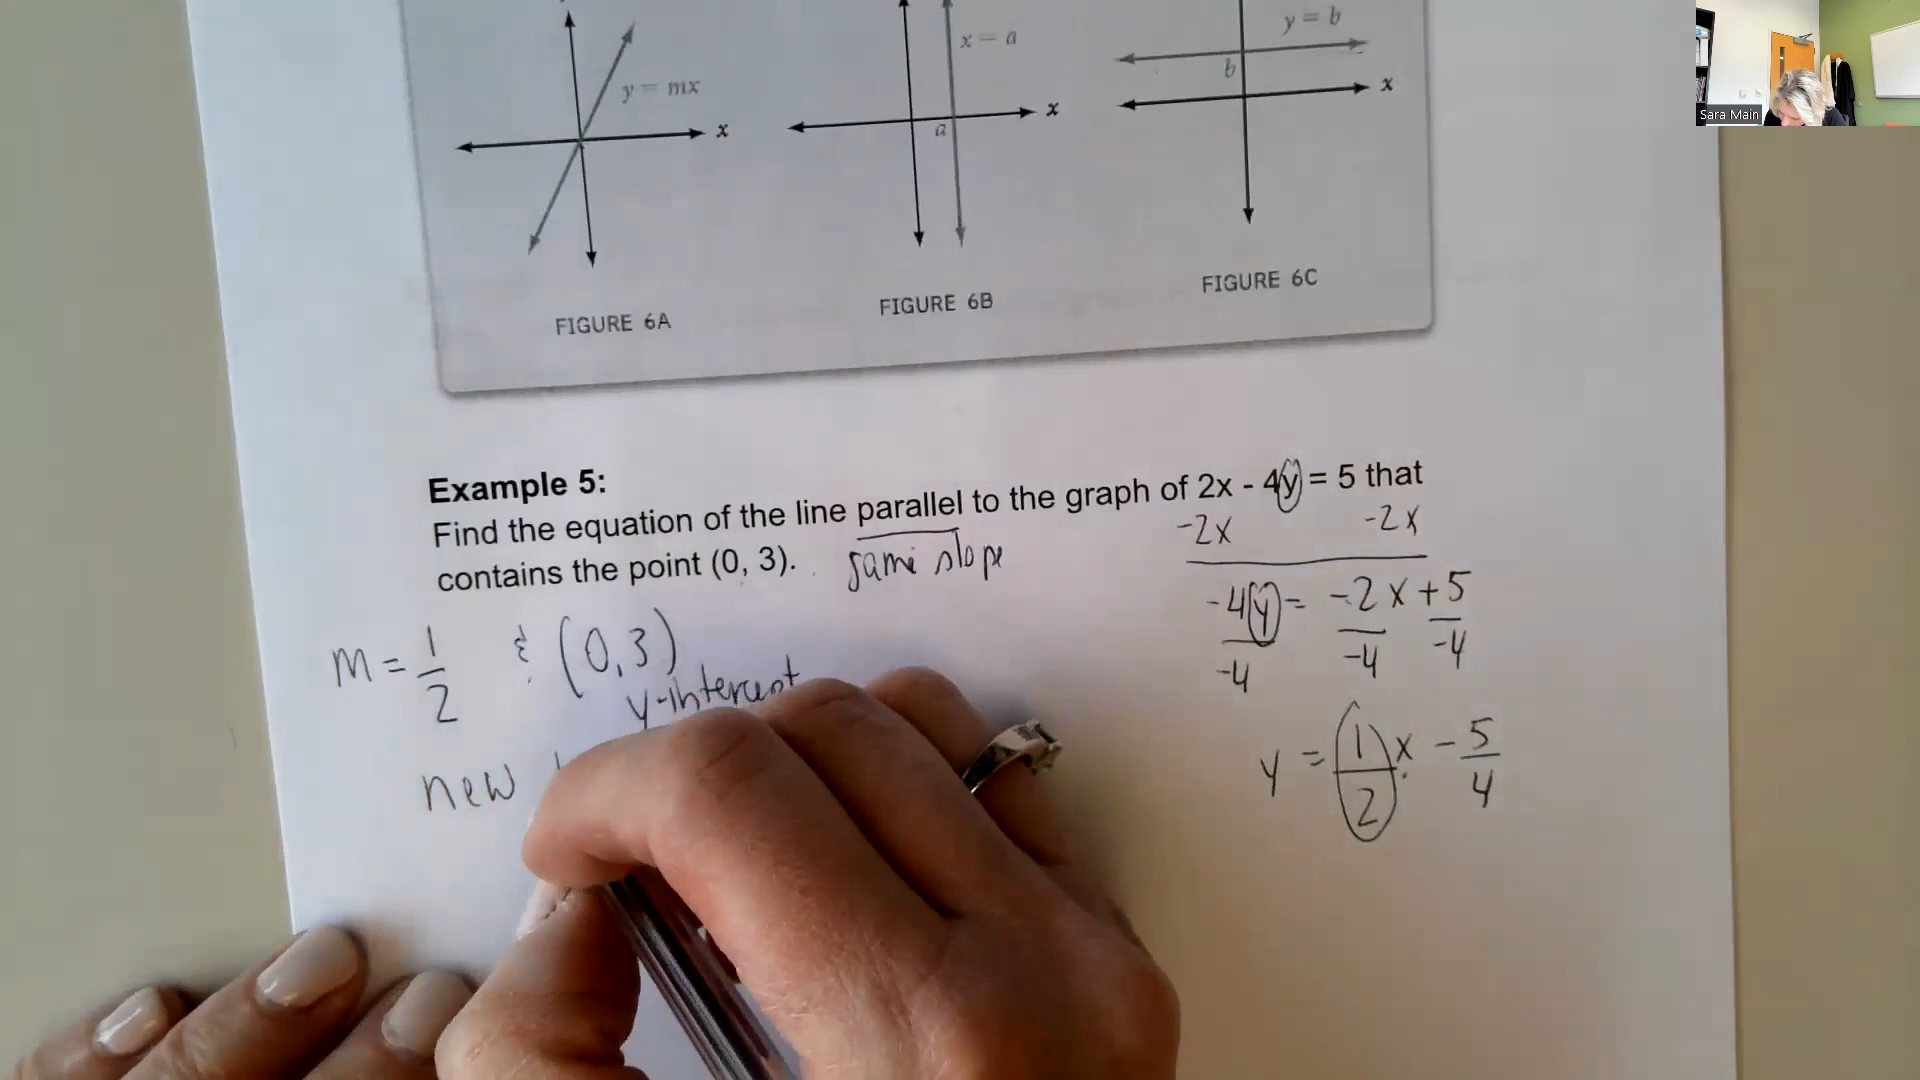 y = mx
x
x = a
x
a
y = b
b
x
FIGURE 6A
FIGURE 6B
FIGURE 6C
Sara Main
Example 5:
Find the equation of the line parallel to the graph of 2x - 4y = 5 that
-2x -2x
contains the point (0, 3). same slope
-4y = -2x + 5
-4 -4 -4
m = 1/2 & (0,3)
y-intercept
y = 1/2 x - 5/4
new